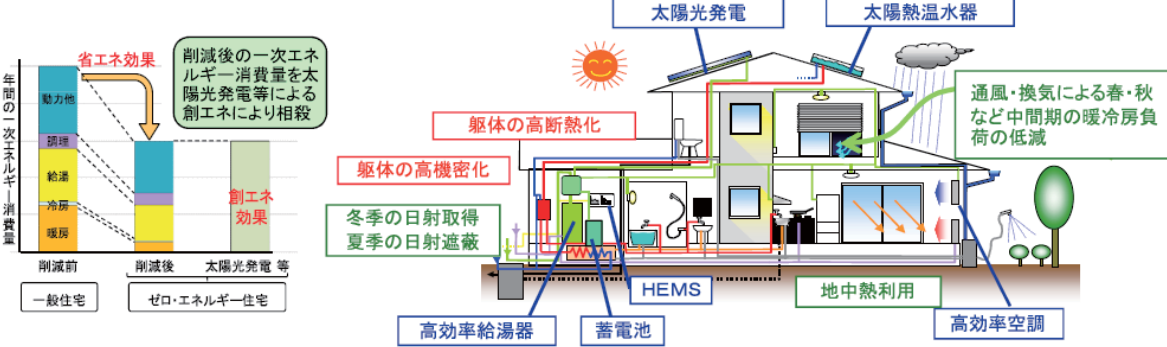 年間の一次エネルギー消費量
省エネ効果
削減後の一次エネ
ルギー消費量を太
陽光発電等による
創エネにより相殺
動力他
調理
給湯
冷房
暖房
創エネ
効果
削減前
削減後
太陽光発電 等
一般住宅
ゼロ・エネルギー住宅
太陽光発電
太陽熱温水器
躯体の高断熱化
躯体の高機密化
冬季の日射取得
夏季の日射遮蔽
通風・換気による春・秋
など中間期の暖冷房負
荷の低減
HEMS
地中熱利用
高効率給湯器
蓄電池
高効率空調